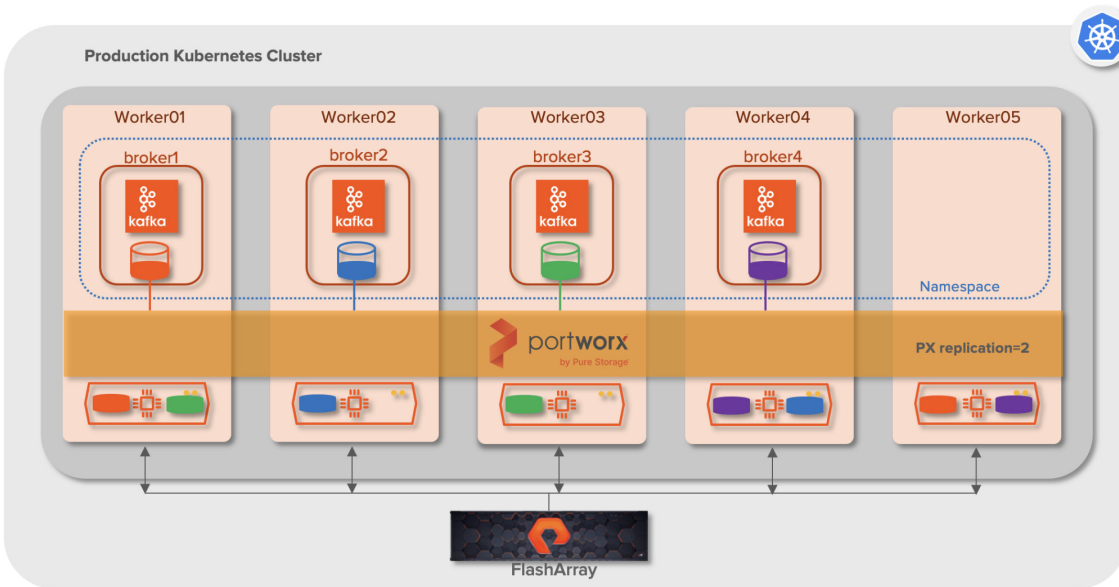 Production Kubernetes Cluster
Worker01
Worker02
Worker03
Worker04
Worker05
broker1
broker2
broker3
broker4
kafka
kafka
kafka
kafka
Namespace
portworx
by Pure Storage
PX replication=2
FlashArray